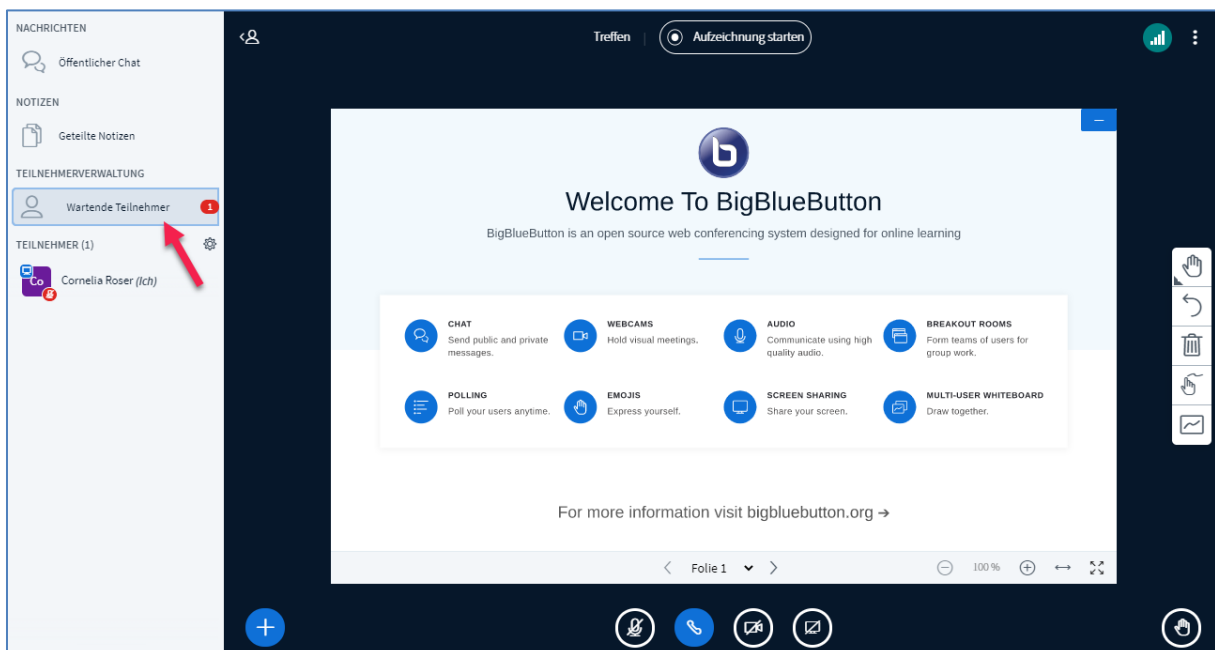 NACHRICHTEN
Öffentlicher Chat
NOTIZEN
Geteilte Notizen
TEILNEHMERVERWALTUNG
Wartende Teilnehmer 1
TEILNEHMER (1)
Co Cornelia Roser (Ich)
Treffen | Aufzeichnung starten
b
Welcome To BigBlueButton
BigBlueButton is an open source web conferencing system designed for online learning
CHAT
Send public and private
messages.
WEBCAMS
Hold visual meetings.
AUDIO
Communicate using high
quality audio.
BREAKOUT ROOMS
Form teams of users for
group work.
POLLING
Poll your users anytime.
EMOJIS
Express yourself.
SCREEN SHARING
Share your screen.
MULTI-USER WHITEBOARD
Draw together.
For more information visit bigbluebutton.org →
Folie 1
100 %